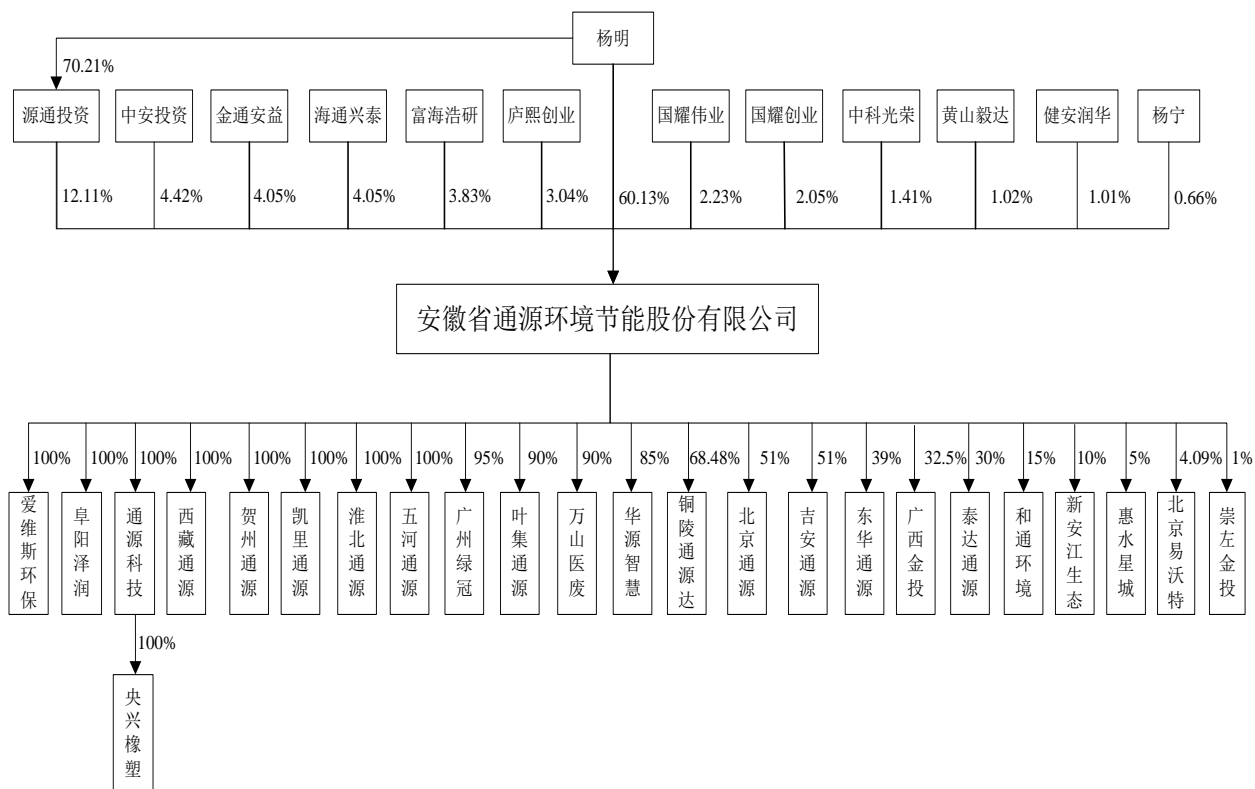 杨明
70.21%
源通投资
中安投资
金通安益
海通兴泰
富海浩研
庐熙创业
国耀伟业
国耀创业
中科光荣
黄山毅达
健安润华
杨宁
12.11%
4.42%
4.05%
4.05%
3.83%
3.04%
60.13%
2.23%
2.05%
1.41%
1.02%
1.01%
0.66%
安徽省通源环境节能股份有限公司
100%
100%
100%
100%
100%
100%
100%
100%
95%
90%
90%
85%
68.48%
51%
51%
39%
32.5%
30%
15%
10%
5%
4.09%
1%
爱维斯环保
阜阳泽润
通源科技
西藏通源
贺州通源
凯里通源
淮北通源
五河通源
广州绿冠
叶集通源
万山医废
华源智慧
铜陵通源达
北京通源
吉安通源
东华通源
广西金投
泰达通源
和通环境
新安江生态
惠水星城
北京易沃特
崇左金投
100%
央兴橡塑